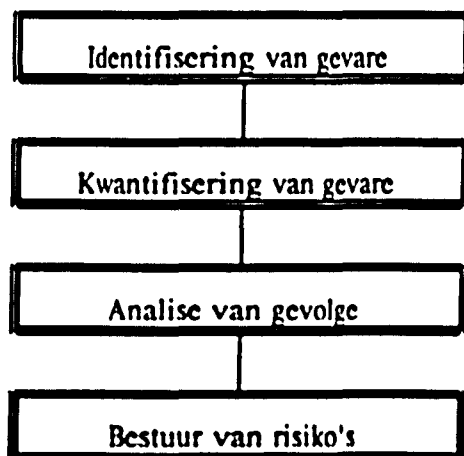 Identifisering van gevare
Kwantifisering van gevare
Analise van gevolge
Bestuur van risiko's